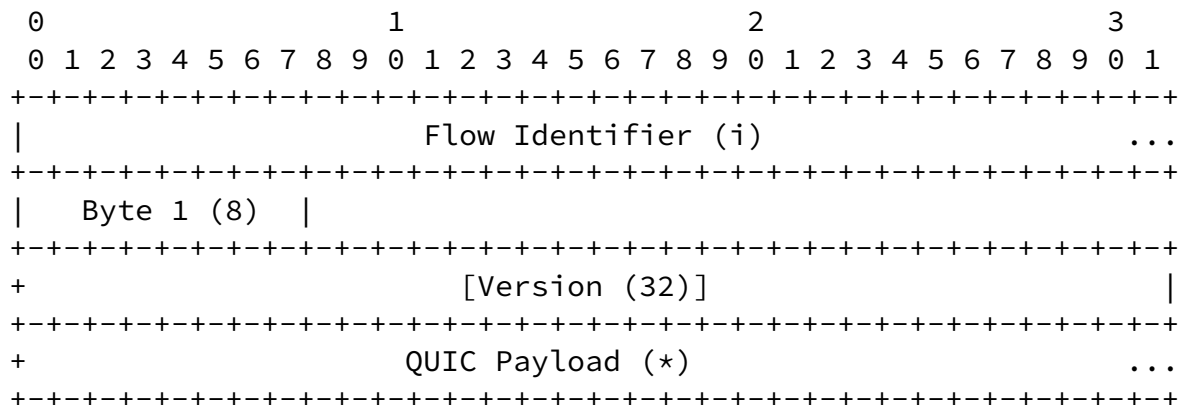 0                   1                   2                   3
 0 1 2 3 4 5 6 7 8 9 0 1 2 3 4 5 6 7 8 9 0 1 2 3 4 5 6 7 8 9 0 1
+-+-+-+-+-+-+-+-+-+-+-+-+-+-+-+-+-+-+-+-+-+-+-+-+-+-+-+-+-+-+-+-+
|                      Flow Identifier (i)                    ...
+-+-+-+-+-+-+-+-+-+-+-+-+-+-+-+-+-+-+-+-+-+-+-+-+-+-+-+-+-+-+-+-+
|   Byte 1 (8)  |
+-+-+-+-+-+-+-+-+-+-+-+-+-+-+-+-+-+-+-+-+-+-+-+-+-+-+-+-+-+-+-+-+
+                        [Version (32)]                         |
+-+-+-+-+-+-+-+-+-+-+-+-+-+-+-+-+-+-+-+-+-+-+-+-+-+-+-+-+-+-+-+-+
+                     QUIC Payload (*)                        ...
+-+-+-+-+-+-+-+-+-+-+-+-+-+-+-+-+-+-+-+-+-+-+-+-+-+-+-+-+-+-+-+-+